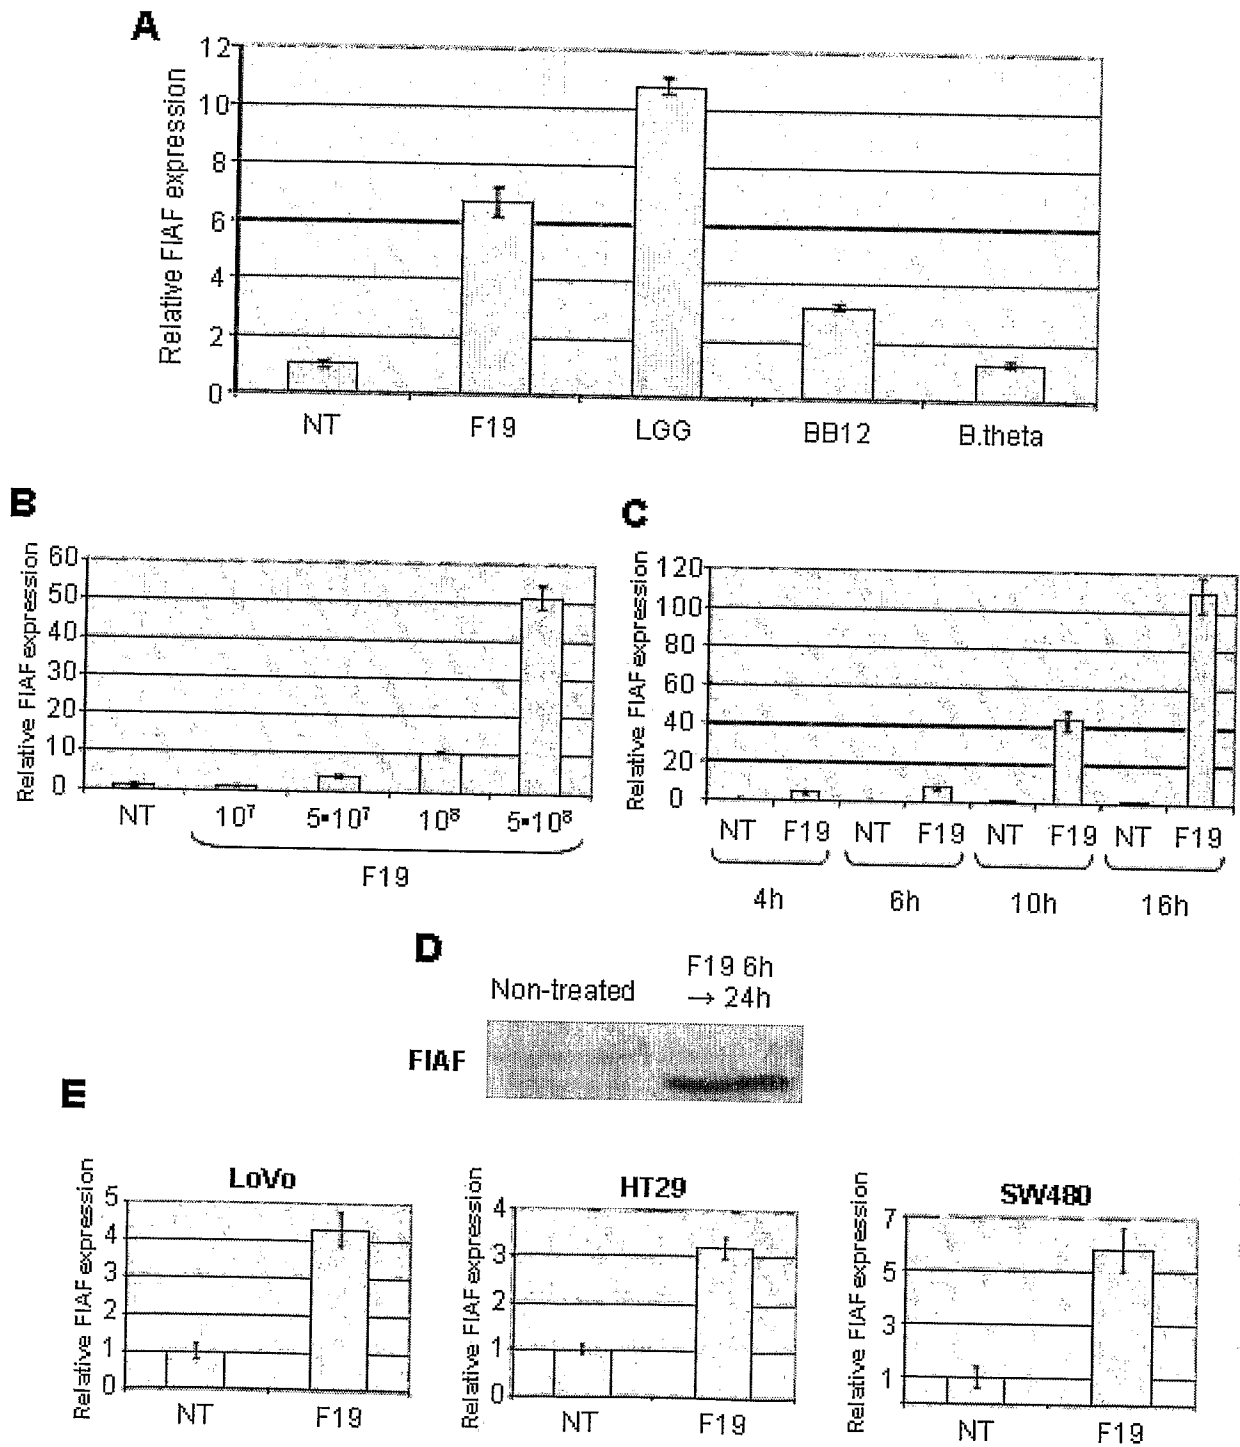 A
Relative FIAF expression
12
10
8
6
4
2
0
NT F19 LGG BB12 B.theta
B
Relative FIAF expression
60
50
40
30
20
10
0
NT 10⁷ 5▪10⁷ 10⁸ 5▪10⁸
F19
C
Relative FIAF expression
120
100
80
60
40
20
0
NT F19 NT F19 NT F19 NT F19
4h 6h 10h 16h
D
Non-treated
F19 6h
→ 24h
FIAF
E
LoVo
Relative FIAF expression
5
4
3
2
1
0
NT F19
HT29
Relative FIAF expression
4
3
2
1
0
NT F19
SW480
Relative FIAF expression
7
5
3
1
NT F19